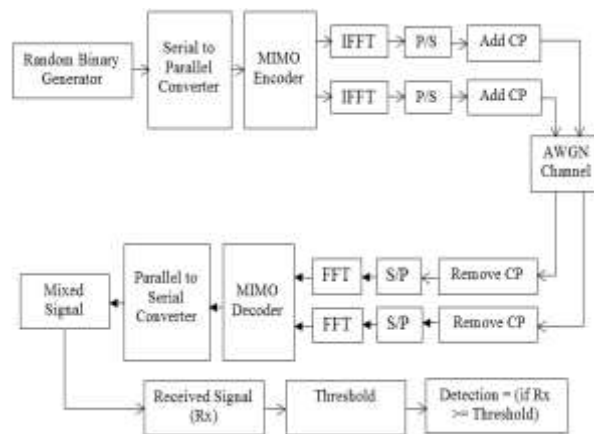 Random Binary
Generator
Serial to
Parallel
Converter
MIMO
Encoder
IFFT
P/S
Add CP
IFFT
P/S
Add CP
AWGN
Channel
Mixed
Signal
Parallel to
Serial
Converter
MIMO
Decoder
FFT
S/P
Remove CP
FFT
S/P
Remove CP
Received Signal
(Rx)
Threshold
Detection = (if Rx
>= Threshold)